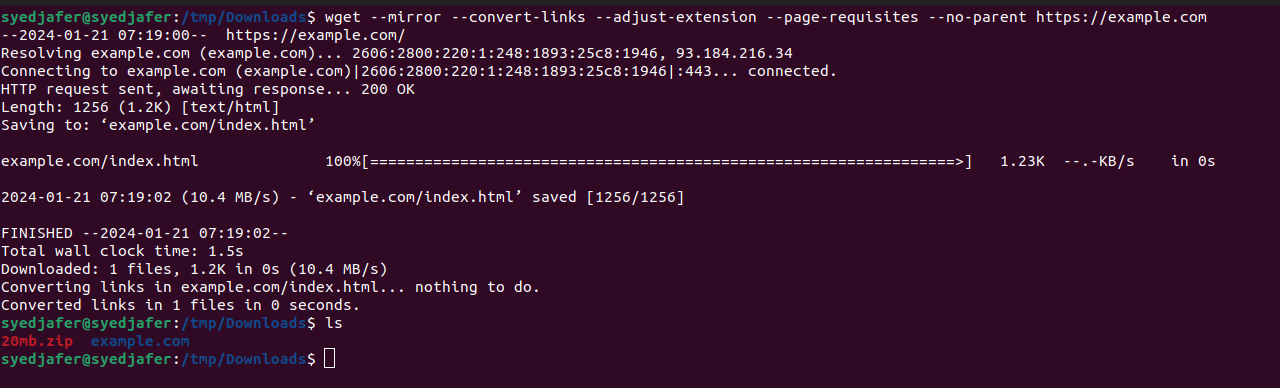 syedjafer@syedjafer:/tmp/Downloads$ wget --mirror --convert-links --adjust-extension --page-requisites --no-parent https://example.com
--2024-01-21 07:19:00--  https://example.com/
Resolving example.com (example.com)... 2606:2800:220:1:248:1893:25c8:1946, 93.184.216.34
Connecting to example.com (example.com)|2606:2800:220:1:248:1893:25c8:1946|:443... connected.
HTTP request sent, awaiting response... 200 OK
Length: 1256 (1.2K) [text/html]
Saving to: ‘example.com/index.html’
example.com/index.html              100%[=================================================================>]   1.23K  --.-KB/s    in 0s
2024-01-21 07:19:02 (10.4 MB/s) - ‘example.com/index.html’ saved [1256/1256]
FINISHED --2024-01-21 07:19:02--
Total wall clock time: 1.5s
Downloaded: 1 files, 1.2K in 0s (10.4 MB/s)
Converting links in example.com/index.html... nothing to do.
Converted links in 1 files in 0 seconds.
syedjafer@syedjafer:/tmp/Downloads$ ls
20mb.zip  example.com
syedjafer@syedjafer:/tmp/Downloads$